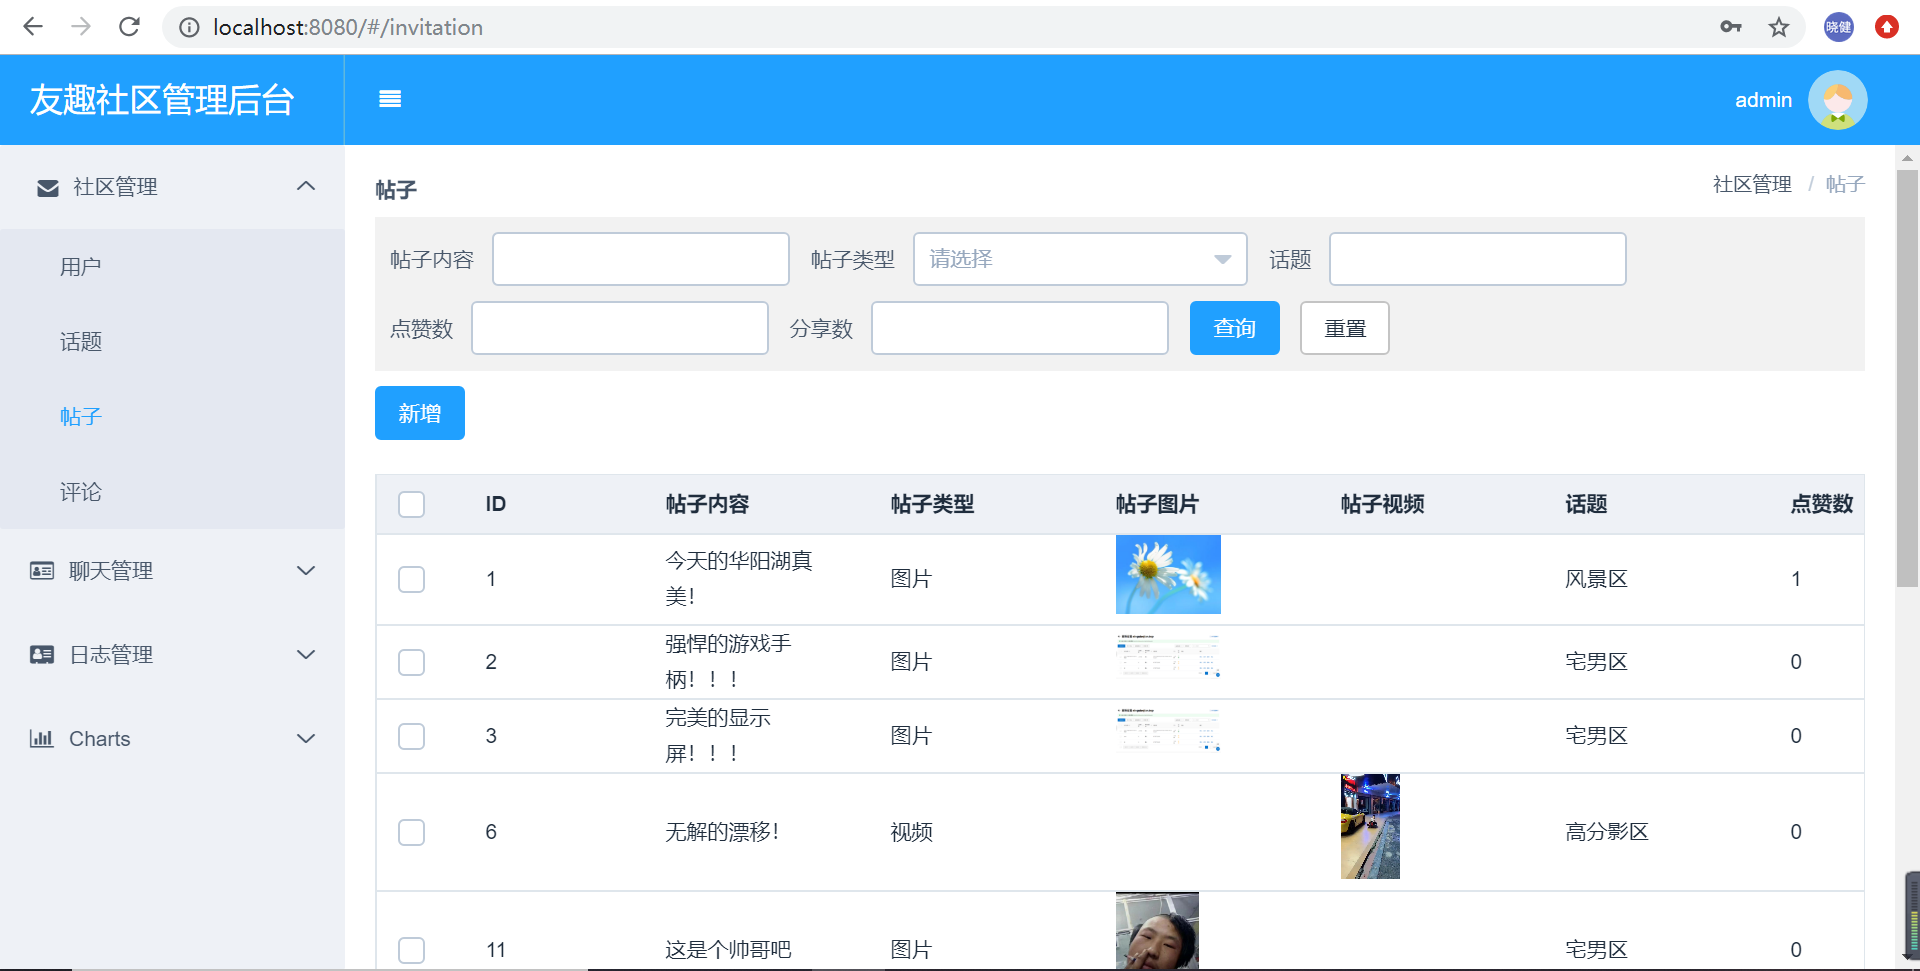 localhost:8080/#/invitation
晓健
友趣社区管理后台
admin
社区管理
用户
话题
帖子
评论
聊天管理
日志管理
Charts
帖子
社区管理 / 帖子
帖子内容 帖子类型 请选择 话题
点赞数 分享数 查询 重置
新增
ID 帖子内容 帖子类型 帖子图片 帖子视频 话题 点赞数
1 今天的华阳湖真美! 图片 风景区 1
2 强悍的游戏手柄！！！ 图片 宅男区 0
3 完美的显示屏！！！ 图片 宅男区 0
6 无解的漂移！ 视频 高分影区 0
11 这是个帅哥吧 图片 宅男区 0